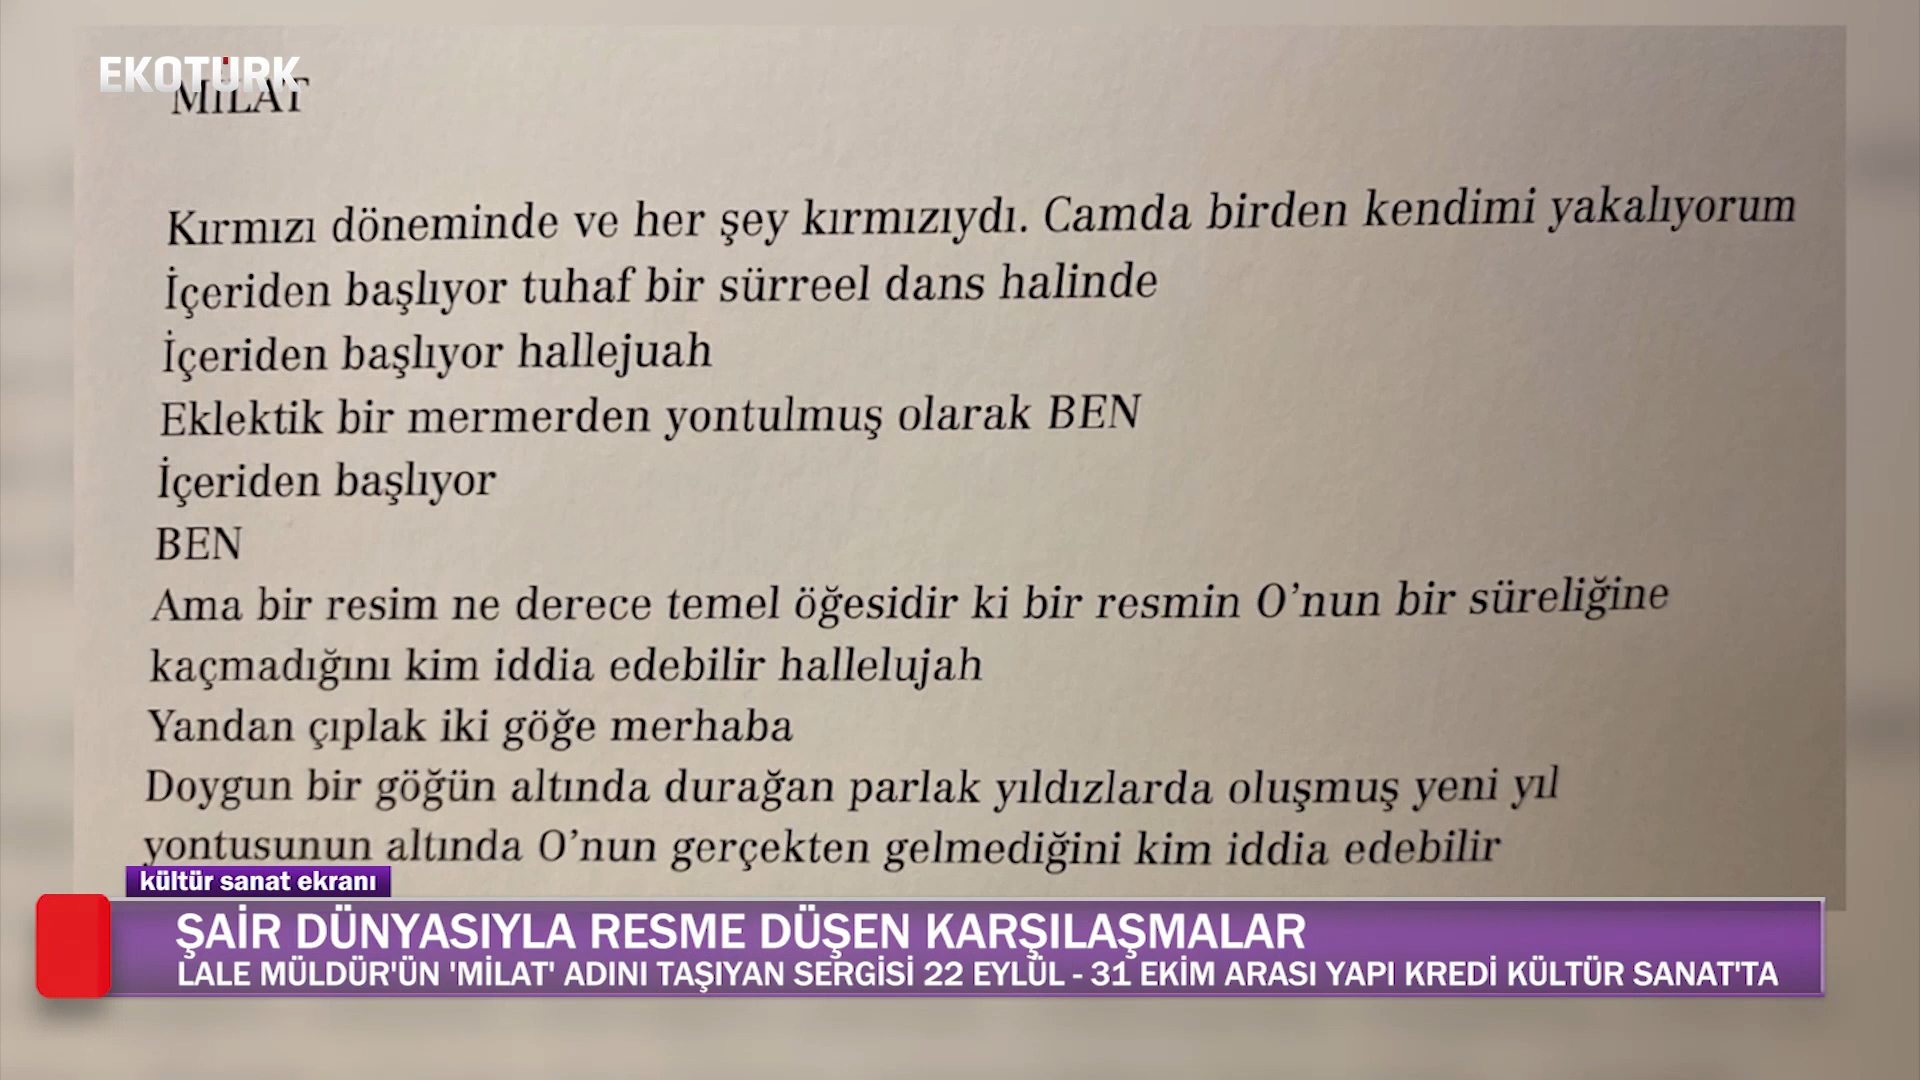 EKOTÜRK
MİLAT
Kırmızı döneminde ve her şey kırmızıydı. Camda birden kendimi yakalıyorum
İçeriden başlıyor tuhaf bir sürreel dans halinde
İçeriden başlıyor hallejuah
Eklektik bir mermerden yontulmuş olarak BEN
İçeriden başlıyor
BEN
Ama bir resim ne derece temel öğesidir ki bir resmin O’nun bir süreliğine
kaçmadığını kim iddia edebilir hallelujah
Yandan çıplak iki göğe merhaba
Doygun bir göğün altında durağan parlak yıldızlarda oluşmuş yeni yıl
yontusunun altında O’nun gerçekten gelmediğini kim iddia edebilir
kültür sanat ekranı
ŞAİR DÜNYASIYLA RESME DÜŞEN KARŞILAŞMALAR
LALE MÜLDÜR'ÜN 'MİLAT' ADINI TAŞIYAN SERGİSİ 22 EYLÜL - 31 EKİM ARASI YAPI KREDİ KÜLTÜR SANAT'TA